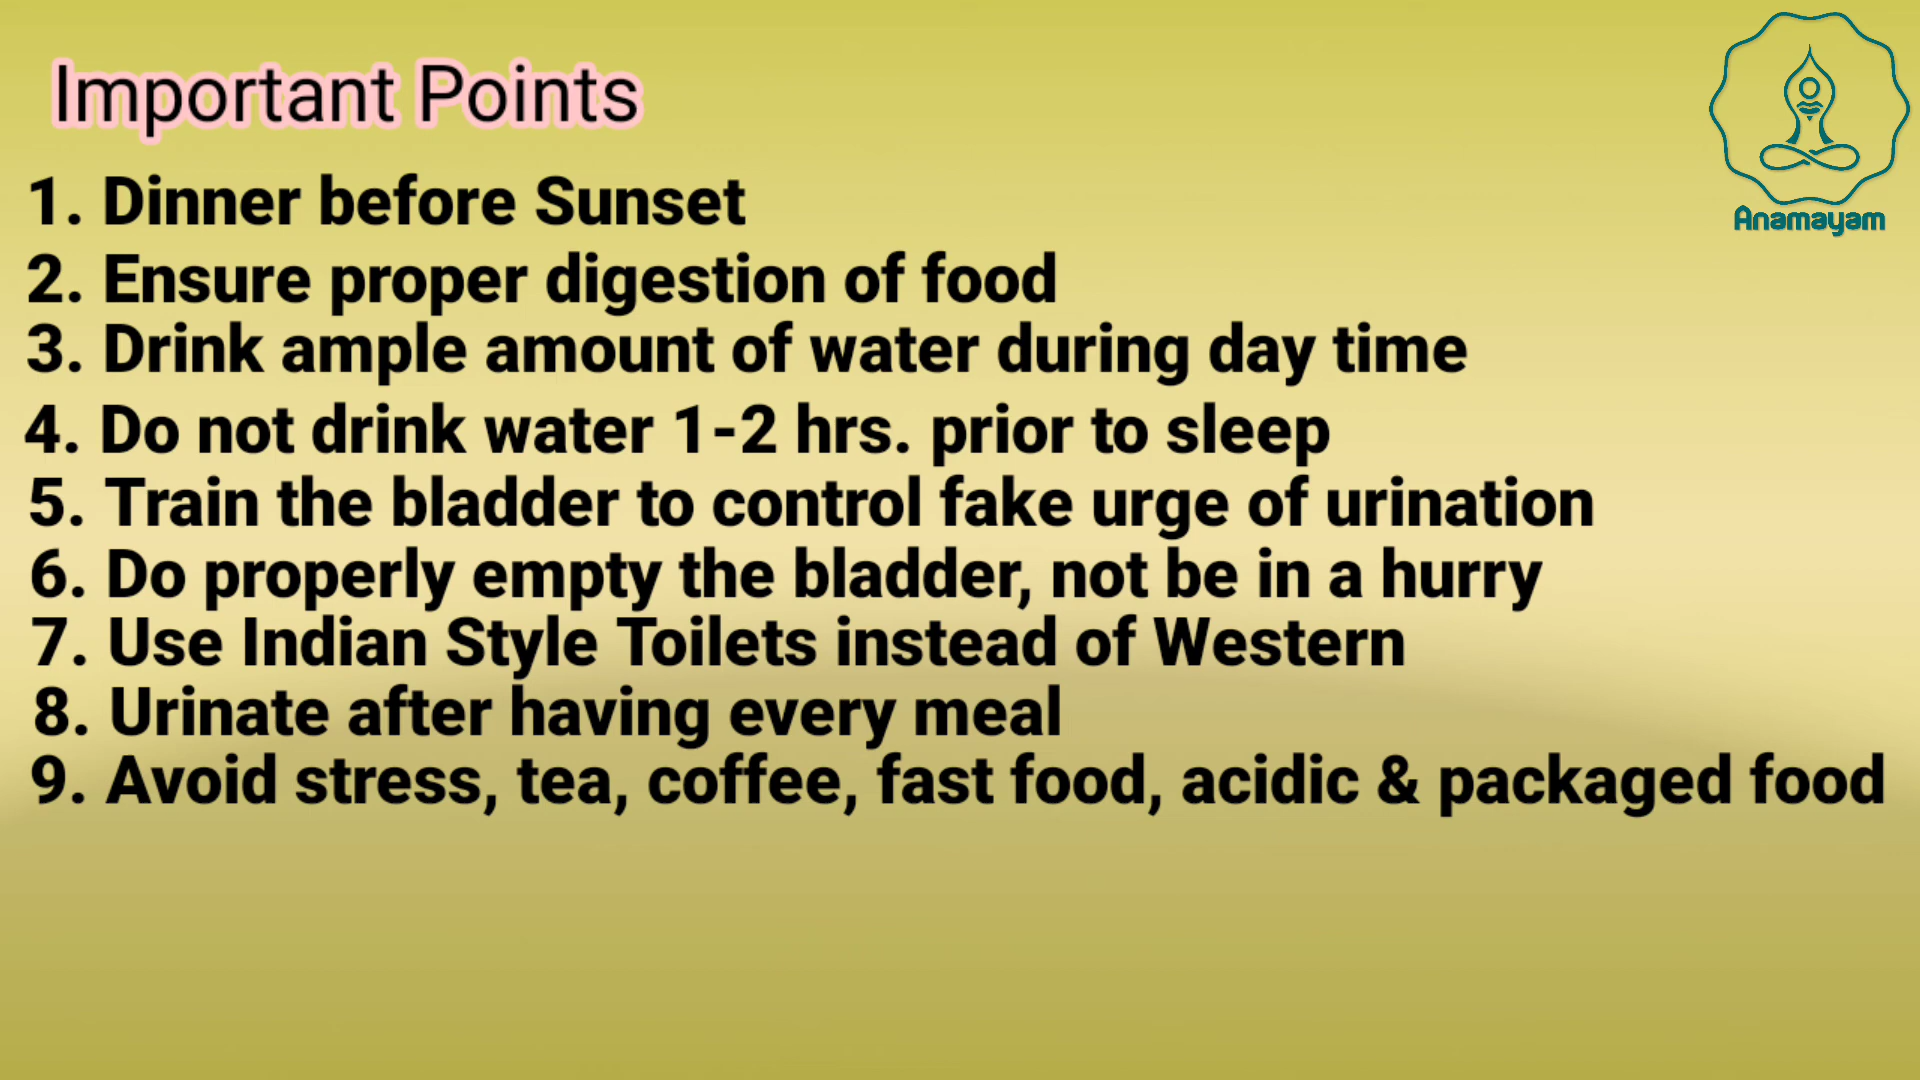 Important Points
Anamayam
1. Dinner before Sunset
2. Ensure proper digestion of food
3. Drink ample amount of water during day time
4. Do not drink water 1-2 hrs. prior to sleep
5. Train the bladder to control fake urge of urination
6. Do properly empty the bladder, not be in a hurry
7. Use Indian Style Toilets instead of Western
8. Urinate after having every meal
9. Avoid stress, tea, coffee, fast food, acidic & packaged food